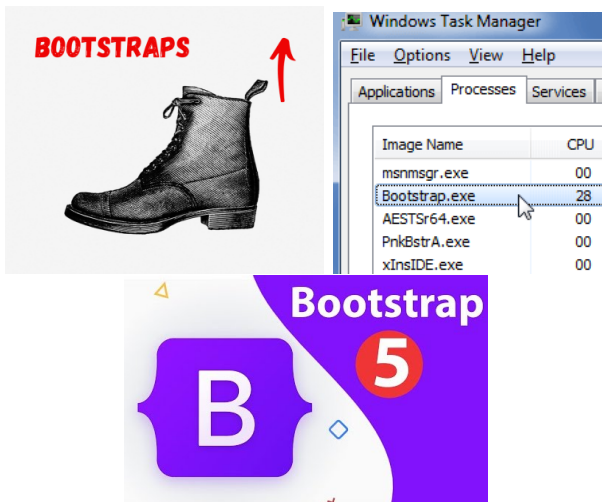 BOOTSTRAPS
Windows Task Manager
File Options View Help
Applications Processes Services
Image Name CPU
msnmsgr.exe 00
Bootstrap.exe 28
AESTSr64.exe 00
PnkBstrA.exe 00
xInsIDE.exe 00
Bootstrap
5
B